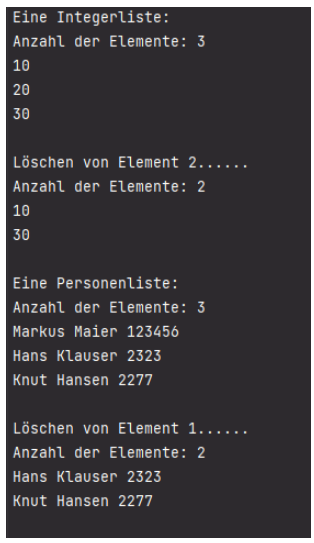 Eine Integerliste:
Anzahl der Elemente: 3
10
20
30
Löschen von Element 2......
Anzahl der Elemente: 2
10
30
Eine Personenliste:
Anzahl der Elemente: 3
Markus Maier 123456
Hans Klauser 2323
Knut Hansen 2277
Löschen von Element 1......
Anzahl der Elemente: 2
Hans Klauser 2323
Knut Hansen 2277